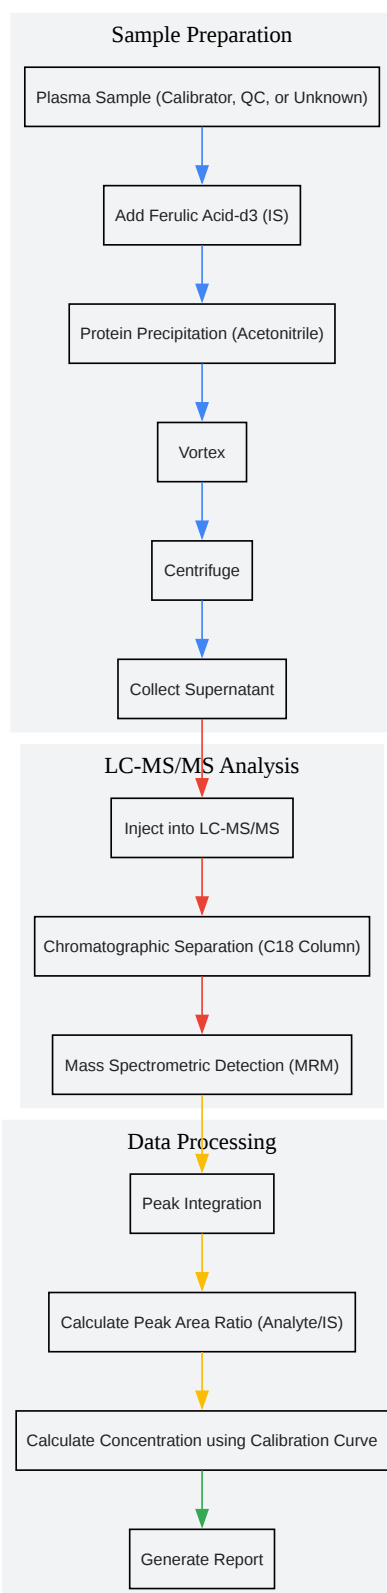 Sample Preparation
Plasma Sample (Calibrator, QC, or Unknown)
Add Ferulic Acid-d3 (IS)
Protein Precipitation (Acetonitrile)
Vortex
Centrifuge
Collect Supernatant
LC-MS/MS Analysis
Inject into LC-MS/MS
Chromatographic Separation (C18 Column)
Mass Spectrometric Detection (MRM)
Data Processing
Peak Integration
Calculate Peak Area Ratio (Analyte/IS)
Calculate Concentration using Calibration Curve
Generate Report